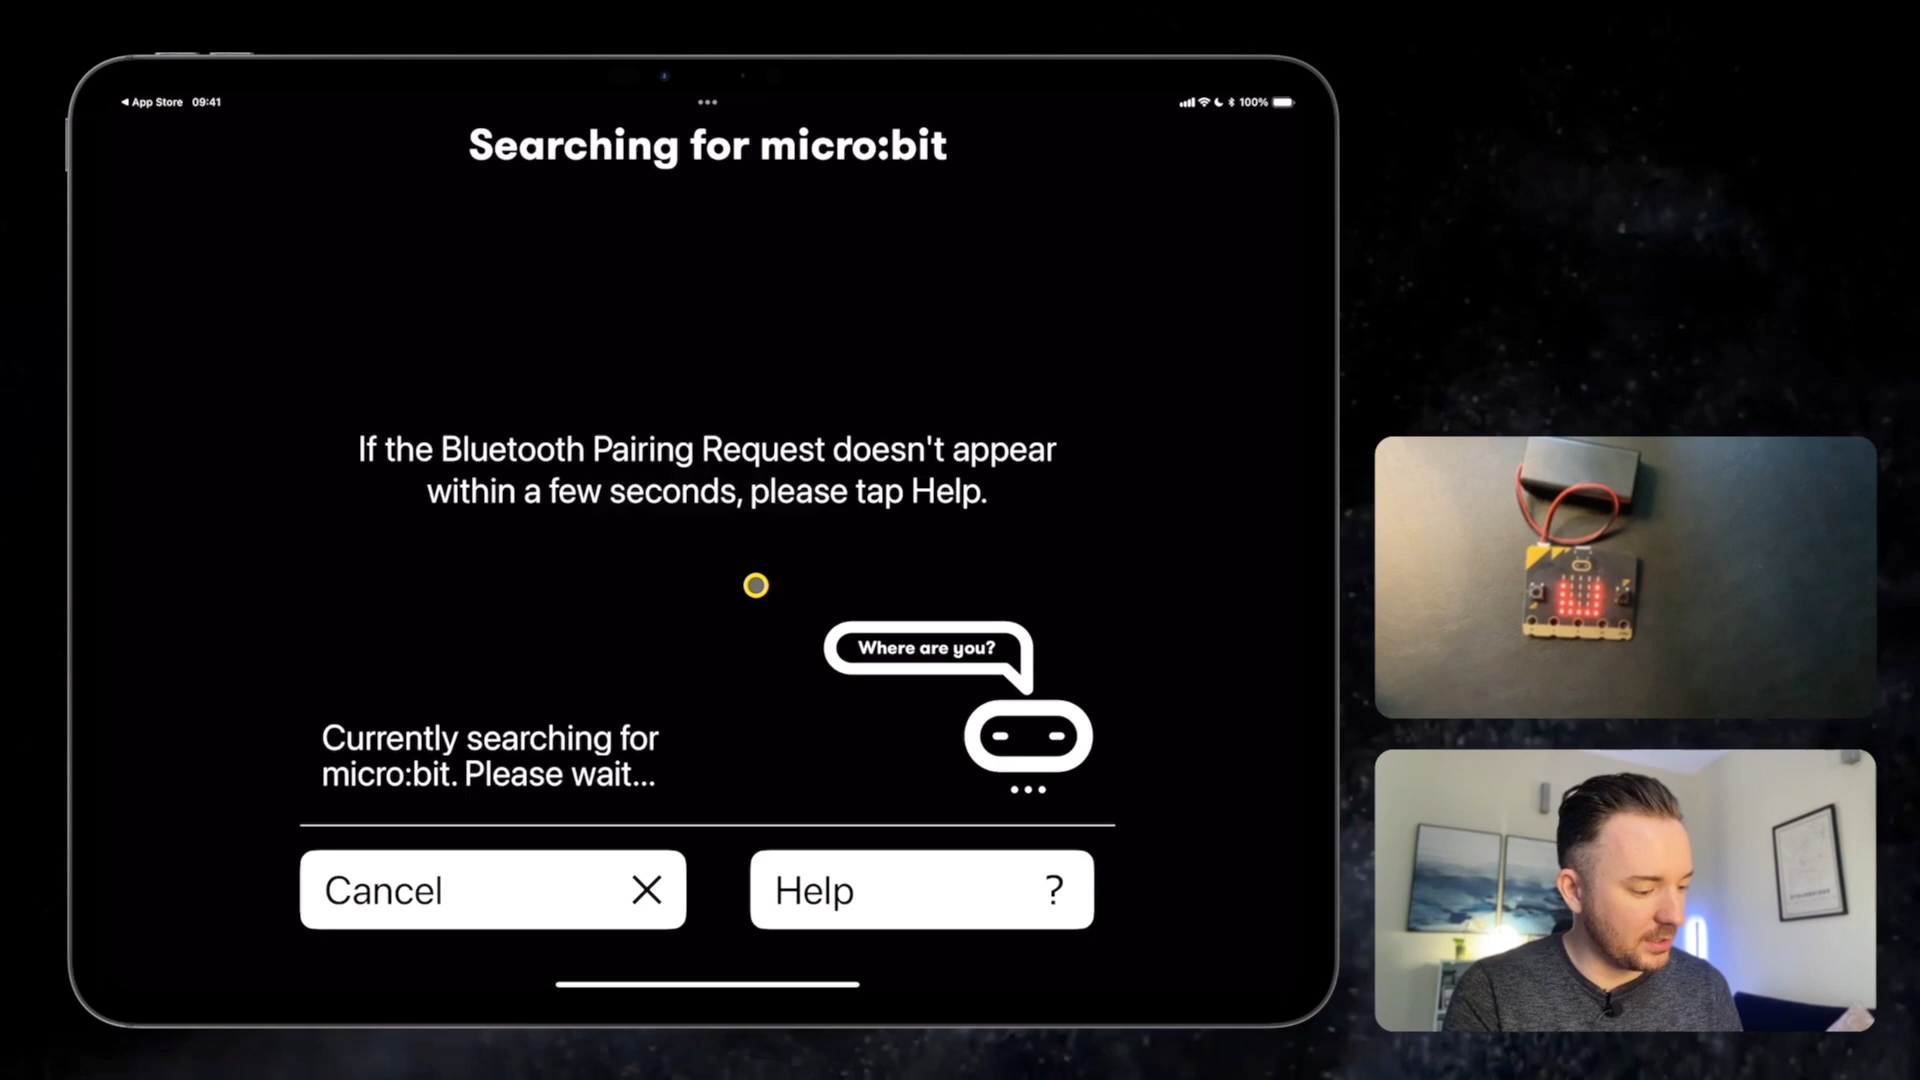 App Store 09:41
100%
Searching for micro:bit
If the Bluetooth Pairing Request doesn't appear
within a few seconds, please tap Help.
Where are you?
Currently searching for
micro:bit. Please wait...
Cancel
Help ?